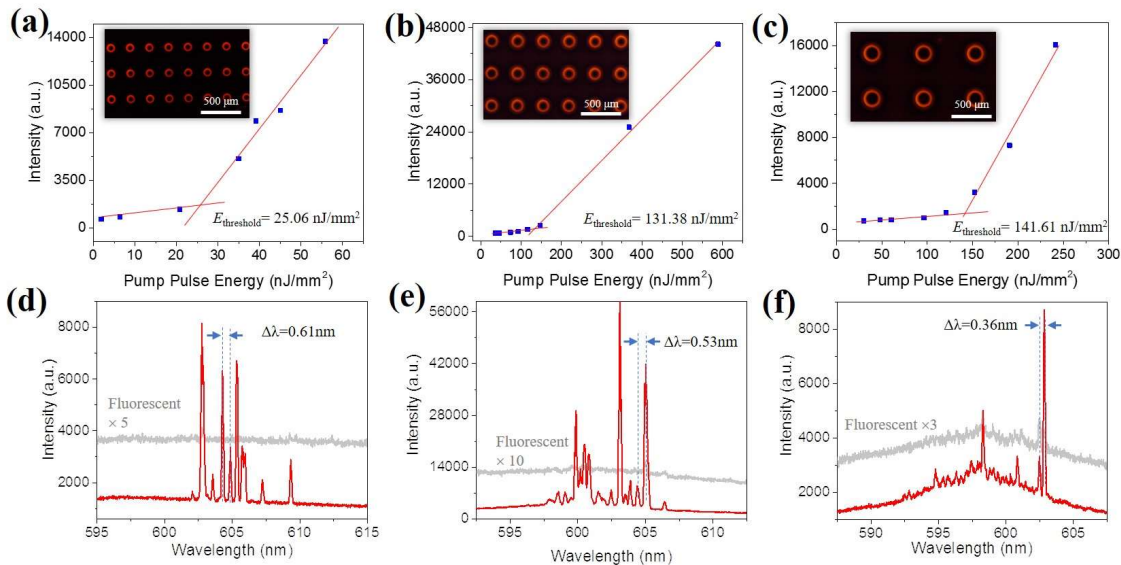 (a)
Intensity (a.u.)
13500
10800
7200
3500
0
500 μm
Ethreshold= 25.06 nJ/mm2
0 10 20 30 40 50 60
Pump Pulse Energy (nJ/mm2)
(b)
Intensity (a.u.)
48000
36000
24000
12000
0
500 μm
Ethreshold= 131.38 nJ/mm2
0 100 200 300 400 500 600
Pump Pulse Energy (nJ/mm2)
(c)
Intensity (a.u.)
16000
12000
8000
4000
0
500 μm
Ethreshold= 141.61 nJ/mm2
0 50 100 150 200 250 300
Pump Pulse Energy (nJ/mm2)
(d)
Intensity (a.u.)
8000
6000
4000
2000
Δλ=0.61nm
Fluorescent
× 5
595 600 605 610 615
Wavelength (nm)
(e)
Intensity (a.u.)
56000
42000
28000
14000
0
Δλ=0.53nm
Fluorescent
× 10
595 600 605 610
Wavelength (nm)
(f)
Intensity (a.u.)
8000
6000
4000
2000
Δλ=0.36nm
Fluorescent ×3
590 595 600 605
Wavelength (nm)